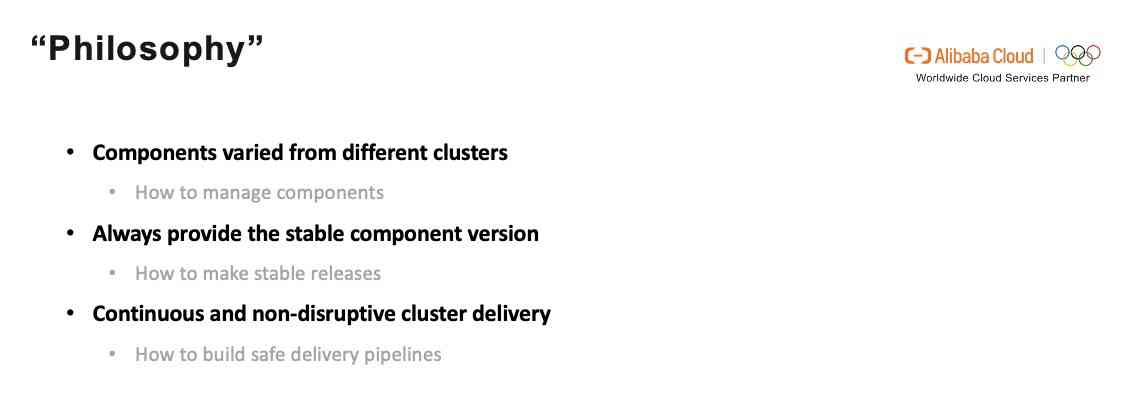 “Philosophy”
Alibaba Cloud
Worldwide Cloud Services Partner
• Components varied from different clusters
• How to manage components
• Always provide the stable component version
• How to make stable releases
• Continuous and non-disruptive cluster delivery
• How to build safe delivery pipelines